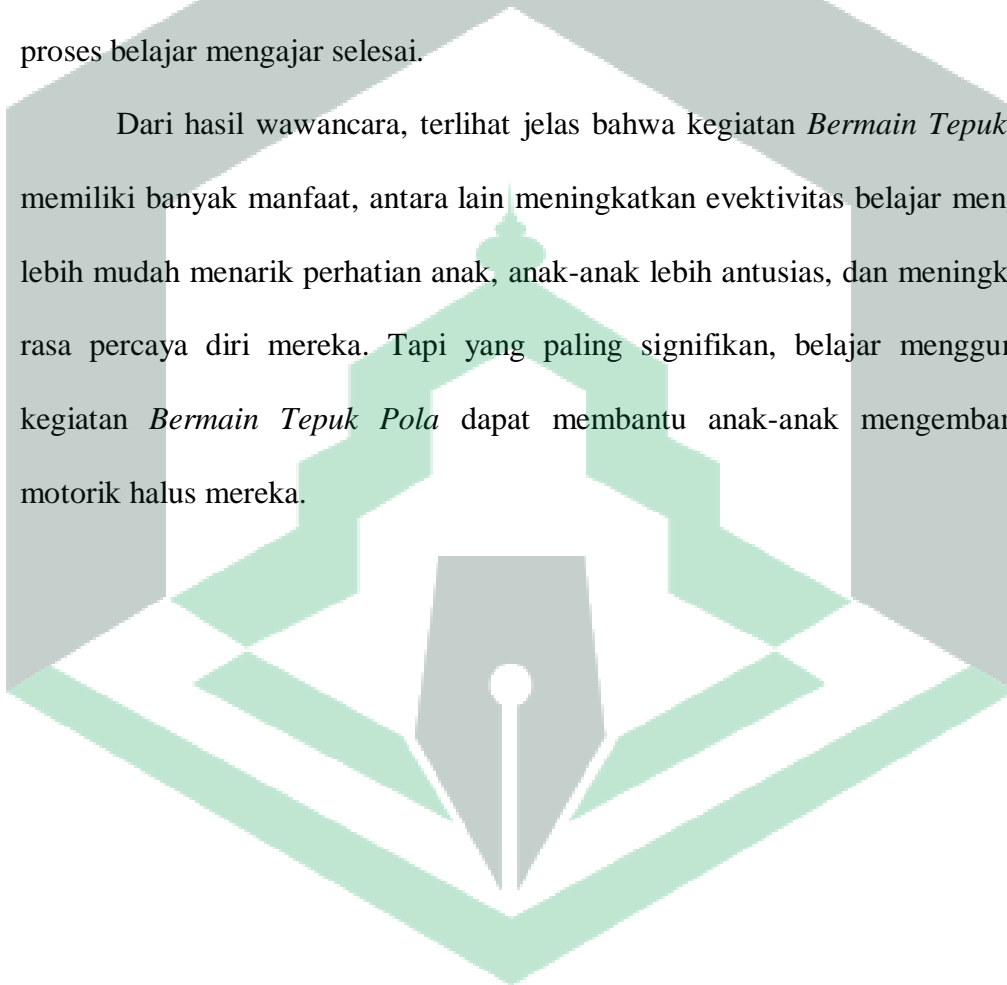 proses belajar mengajar selesai.
Dari hasil wawancara, terlihat jelas bahwa kegiatan Bermain Tepuk
memiliki banyak manfaat, antara lain meningkatkan evektivitas belajar men
lebih mudah menarik perhatian anak, anak-anak lebih antusias, dan meningk
rasa percaya diri mereka. Tapi yang paling signifikan, belajar menggu
kegiatan Bermain Tepuk Pola dapat membantu anak-anak mengemba
motorik halus mereka.